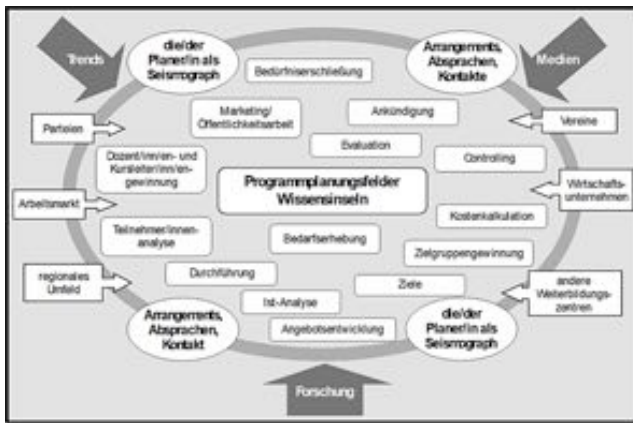 Trends
die/der
Planer/in als
Seismograph
Arrangements,
Absprachen,
Kontakte
Medien
Bedürfniserschließung
Marketing/
Öffentlichkeitsarbeit
Ankündigung
Parteien
Vereine
Evaluation
Dozent/inn/en- und
Kursleiter/inn/en-
gewinnung
Controlling
Programmplanungsfelder
Wissensinseln
Arbeitsmarkt
Wirtschafts-
unternehmen
Kostenkalkulation
Teilnehmer/innen-
analyse
Bedarfserhebung
Zielgruppengewinnung
regionales
Umfeld
Durchführung
Ziele
andere
Weiterbildungs-
zentren
Ist-Analyse
Arrangements,
Absprachen,
Kontakt
Angebotsentwicklung
die/der
Planer/in als
Seismograph
Forschung